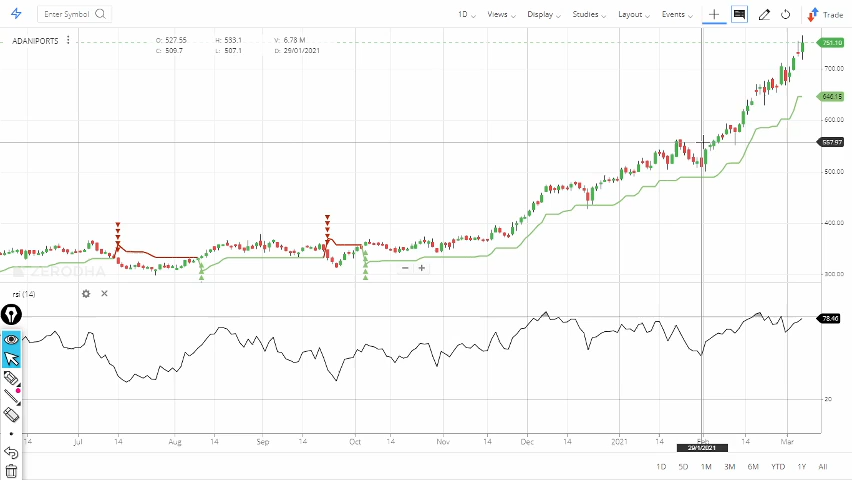 Enter Symbol 1D Views Display Studies Layout Events Trade
ADANIPORTS O: 527.55 H: 533.1 V: 6.78 M
C: 509.7 L: 507.1 D: 29/01/2021
751.10
700.00
646.15
600.00
557.97
500.00
400.00
300.00
ZERODHA
rsi (14)
78.46
20
14 Jul 14 Aug 14 Sep 14 Oct 14 Nov 14 Dec 14 2021 14 Feb 14 Mar
29/1/2021
1D 5D 1M 3M 6M YTD 1Y All